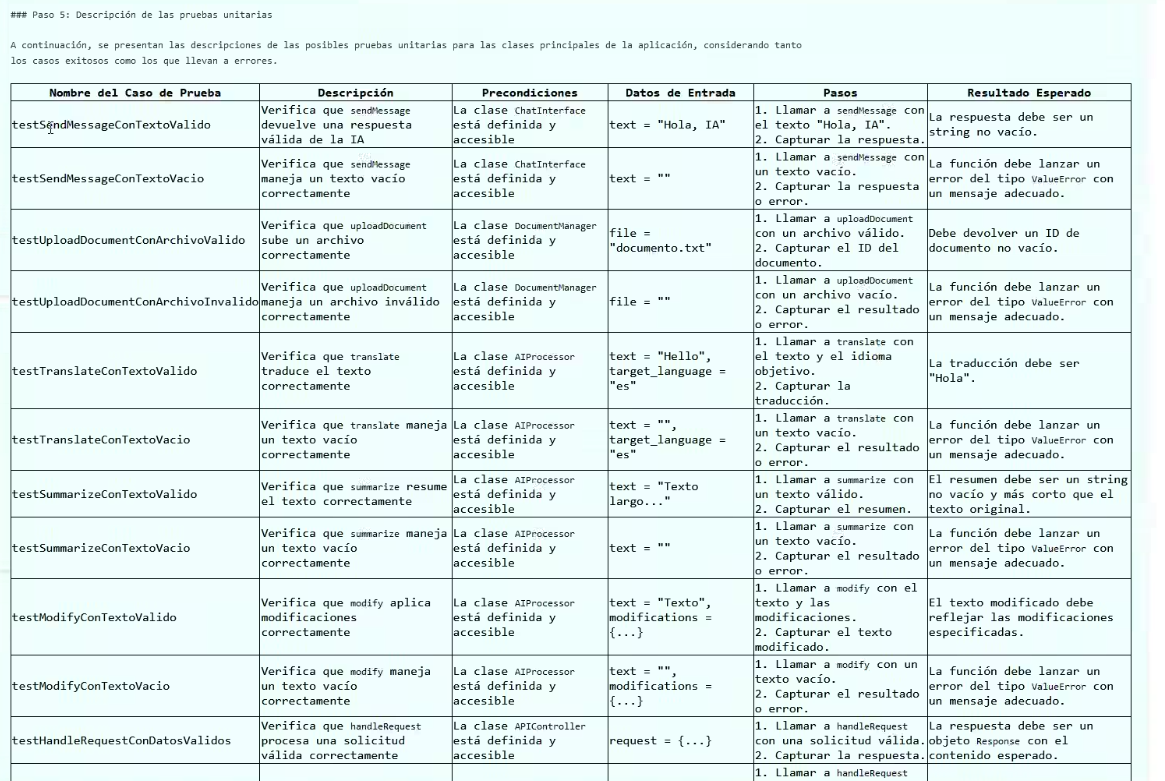 ### Paso 5: Descripción de las pruebas unitarias
A continuación, se presentan las descripciones de las posibles pruebas unitarias para las clases principales de la aplicación, considerando tanto
los casos exitosos como los que llevan a errores.
Nombre del Caso de Prueba Descripción Precondiciones Datos de Entrada Pasos Resultado Esperado
testSendMessageConTextoValido
Verifica que sendMessage
devuelve una respuesta
válida de la IA
La clase ChatInterface
está definida y
accesible
text = "Hola, IA"
1. Llamar a sendMessage con
el texto "Hola, IA".
2. Capturar la respuesta.
La respuesta debe ser un
string no vacío.
testSendMessageConTextoVacio
Verifica que sendMessage
maneja un texto vacío
correctamente
La clase ChatInterface
está definida y
accesible
text = ""
1. Llamar a sendMessage con
un texto vacío.
2. Capturar la respuesta
o error.
La función debe lanzar un
error del tipo ValueError con
un mensaje adecuado.
testUploadDocumentConArchivoValido
Verifica que uploadDocument
sube un archivo
correctamente
La clase DocumentManager
está definida y
accesible
file =
"documento.txt"
1. Llamar a uploadDocument
con un archivo válido.
2. Capturar el ID del
documento.
Debe devolver un ID de
documento no vacío.
testUploadDocumentConArchivoInvalido
Verifica que uploadDocument
maneja un archivo inválido
correctamente
La clase DocumentManager
está definida y
accesible
file = ""
1. Llamar a uploadDocument
con un archivo vacío.
2. Capturar el resultado
o error.
La función debe lanzar un
error del tipo ValueError con
un mensaje adecuado.
testTranslateConTextoValido
Verifica que translate
traduce el texto
correctamente
La clase AIProcessor
está definida y
accesible
text = "Hello",
target_language =
"es"
1. Llamar a translate con
el texto y el idioma
objetivo.
2. Capturar la
traducción.
La traducción debe ser
"Hola".
testTranslateConTextoVacio
Verifica que translate maneja
un texto vacío
correctamente
La clase AIProcessor
está definida y
accesible
text = "",
target_language =
"es"
1. Llamar a translate con
un texto vacío.
2. Capturar el resultado
o error.
La función debe lanzar un
error del tipo ValueError con
un mensaje adecuado.
testSummarizeConTextoValido
Verifica que summarize resume
el texto correctamente
La clase AIProcessor
está definida y
accesible
text = "Texto
largo..."
1. Llamar a summarize con
un texto válido.
2. Capturar el resumen.
El resumen debe ser un string
no vacío y más corto que el
texto original.
testSummarizeConTextoVacio
Verifica que summarize maneja
un texto vacío
correctamente
La clase AIProcessor
está definida y
accesible
text = ""
1. Llamar a summarize con
un texto vacío.
2. Capturar el resultado
o error.
La función debe lanzar un
error del tipo ValueError con
un mensaje adecuado.
testModifyConTextoValido
Verifica que modify aplica
modificaciones
correctamente
La clase AIProcessor
está definida y
accesible
text = "Texto",
modifications =
{...}
1. Llamar a modify con el
texto y las
modificaciones.
2. Capturar el texto
modificado.
El texto modificado debe
reflejar las modificaciones
especificadas.
testModifyConTextoVacio
Verifica que modify maneja
un texto vacío
correctamente
La clase AIProcessor
está definida y
accesible
text = "",
modifications =
{...}
1. Llamar a modify con un
texto vacío.
2. Capturar el resultado
o error.
La función debe lanzar un
error del tipo ValueError con
un mensaje adecuado.
testHandleRequestConDatosValidos
Verifica que handleRequest
procesa una solicitud
válida correctamente
La clase APIController
está definida y
accesible
request = {...}
1. Llamar a handleRequest
con una solicitud válida.
2. Capturar la respuesta.
La respuesta debe ser un
objeto Response con el
contenido esperado.
1. Llamar a handleRequest